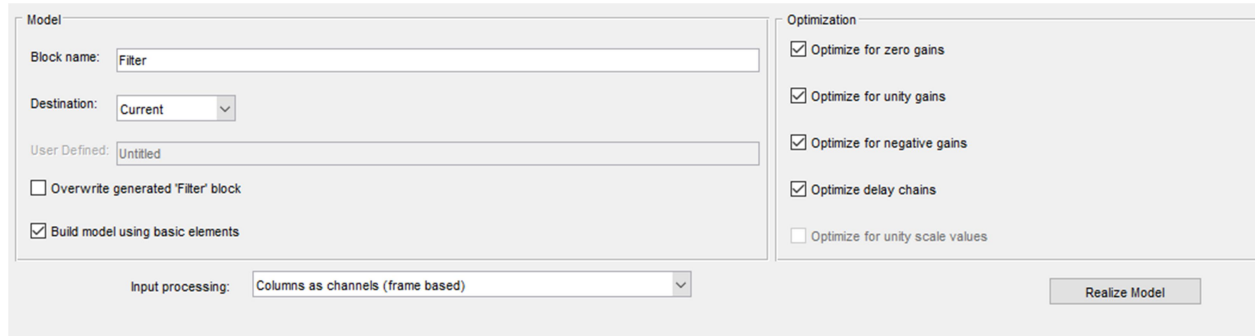 Model
Block name: Filter
Destination: Current
User Defined: Untitled
Overwrite generated 'Filter' block
Build model using basic elements
Optimization
Optimize for zero gains
Optimize for unity gains
Optimize for negative gains
Optimize delay chains
Optimize for unity scale values
Input processing: Columns as channels (frame based)
Realize Model